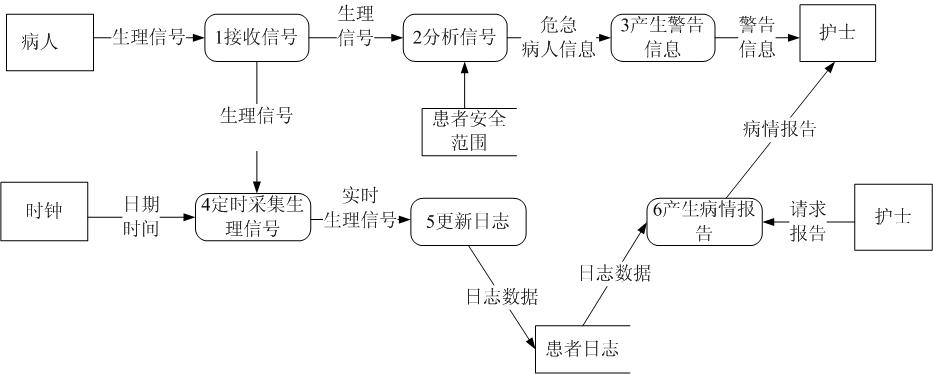 病人
生理信号
1接收信号
生理
信号
2分析信号
危急
病人信息
3产生警告
信息
警告
信息
护士
生理信号
患者安全
范围
病情报告
时钟
日期
时间
4定时采集生
理信号
实时
生理信号
5更新日志
6产生病情报
告
请求
报告
护士
日志数据
日志数据
患者日志